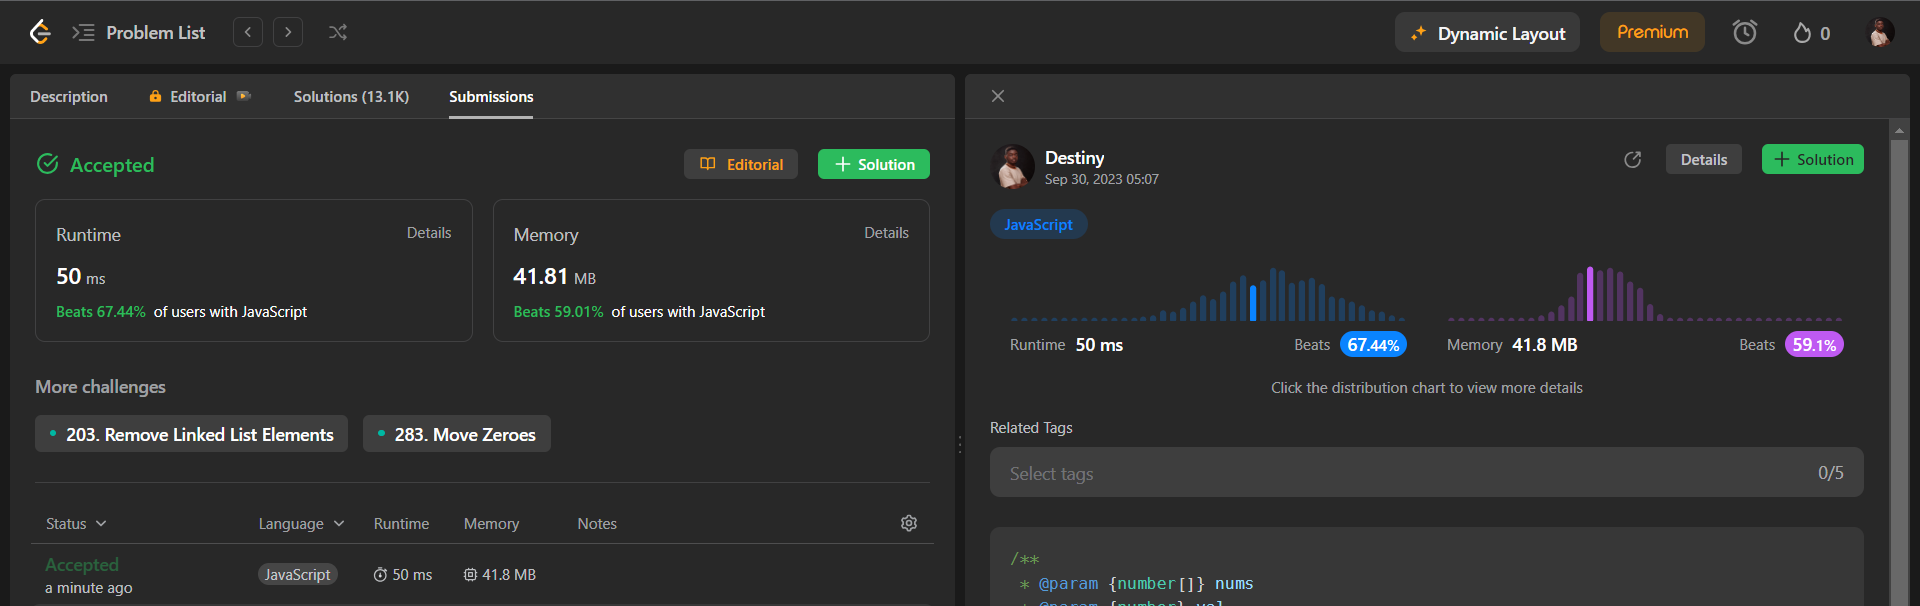 Problem List
Dynamic Layout
Premium
0
Description
Editorial
Solutions (13.1K)
Submissions
Accepted
Editorial
Solution
Runtime
Details
50 ms
Beats 67.44% of users with JavaScript
Memory
Details
41.81 MB
Beats 59.01% of users with JavaScript
More challenges
203. Remove Linked List Elements
283. Move Zeroes
Status
Language
Runtime
Memory
Notes
Accepted
a minute ago
JavaScript
50 ms
41.8 MB
Destiny
Sep 30, 2023 05:07
Details
Solution
JavaScript
Runtime 50 ms
Beats 67.44%
Memory 41.8 MB
Beats 59.1%
Click the distribution chart to view more details
Related Tags
Select tags
0/5
/**
* @param {number[]} nums
* @param {number} val